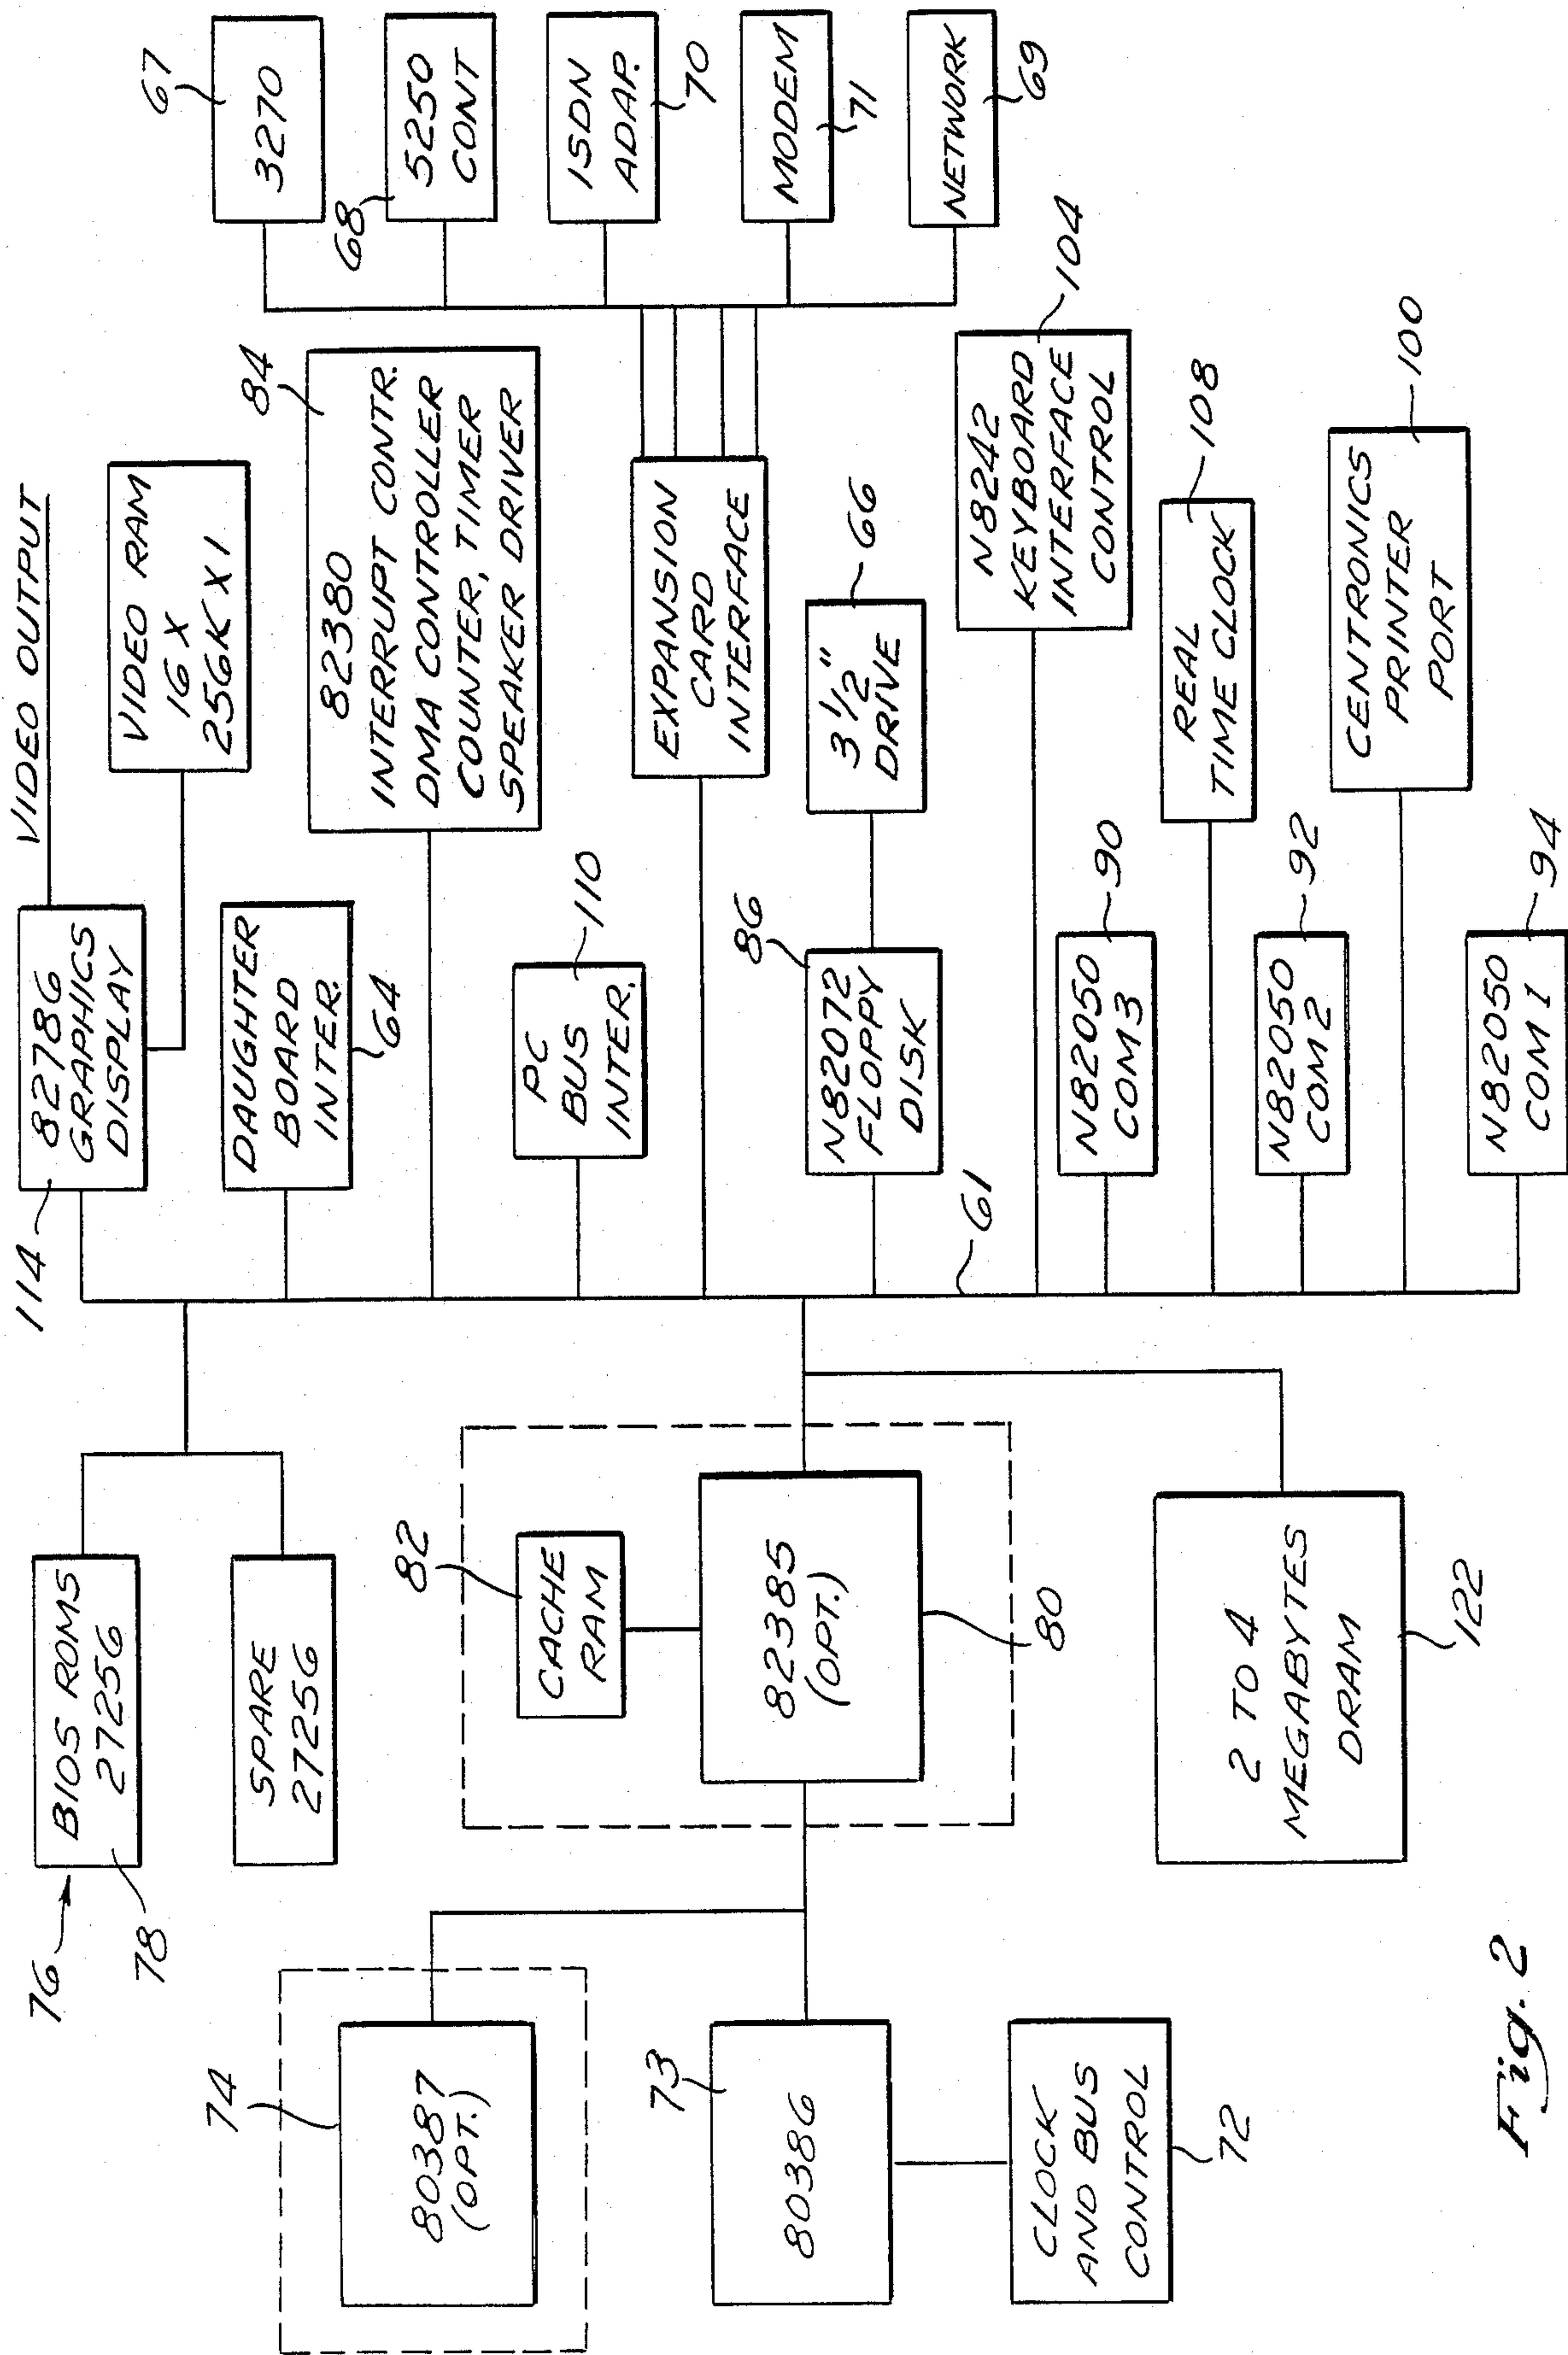 VIDEO OUTPUT
114
82786
GRAPHICS
DISPLAY
VIDEO RAM
16 X
256K X 1
76
78
BIOS ROMS
27256
SPARE
27256
DAUGHTER
BOARD
INTER.
64
84
82380
INTERRUPT CONTR.
DMA CONTROLLER
COUNTER, TIMER
SPEAKER DRIVER
67
3270
68
5250
CONT
ISDN
ADAP.
70
MODEM
71
NETWORK
69
74
80387
(OPT.)
82
CACHE
RAM
82385
(OPT.)
80
PC
BUS
INTER.
110
EXPANSION
CARD
INTERFACE
73
80386
86
N82072
FLOPPY
DISK
3 1/2"
DRIVE
66
61
N8242
KEYBOARD
INTERFACE
CONTROL
104
CLOCK
AND BUS
CONTROL
72
N82050
COM 3
90
REAL
TIME CLOCK
108
2 TO 4
MEGABYTES
DRAM
122
N82050
COM 2
92
CENTRONICS
PRINTER
PORT
100
N82050
COM 1
94
Fig. 2